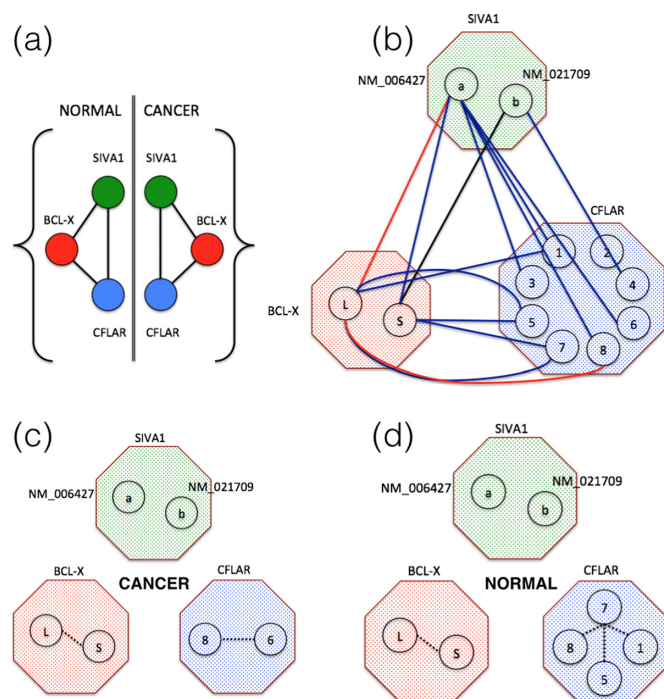 (a)
NORMAL
CANCER
SIVA1
SIVA1
BCL-X
BCL-X
CFLAR
CFLAR
(b)
SIVA1
NM_006427
NM_021709
a
b
CFLAR
1
2
3
4
5
6
7
8
BCL-X
L
S
(c)
SIVA1
NM_006427
NM_021709
a
b
BCL-X
CANCER
CFLAR
L
S
8
6
(d)
SIVA1
NM_006427
NM_021709
a
b
BCL-X
NORMAL
CFLAR
L
S
7
8
1
5